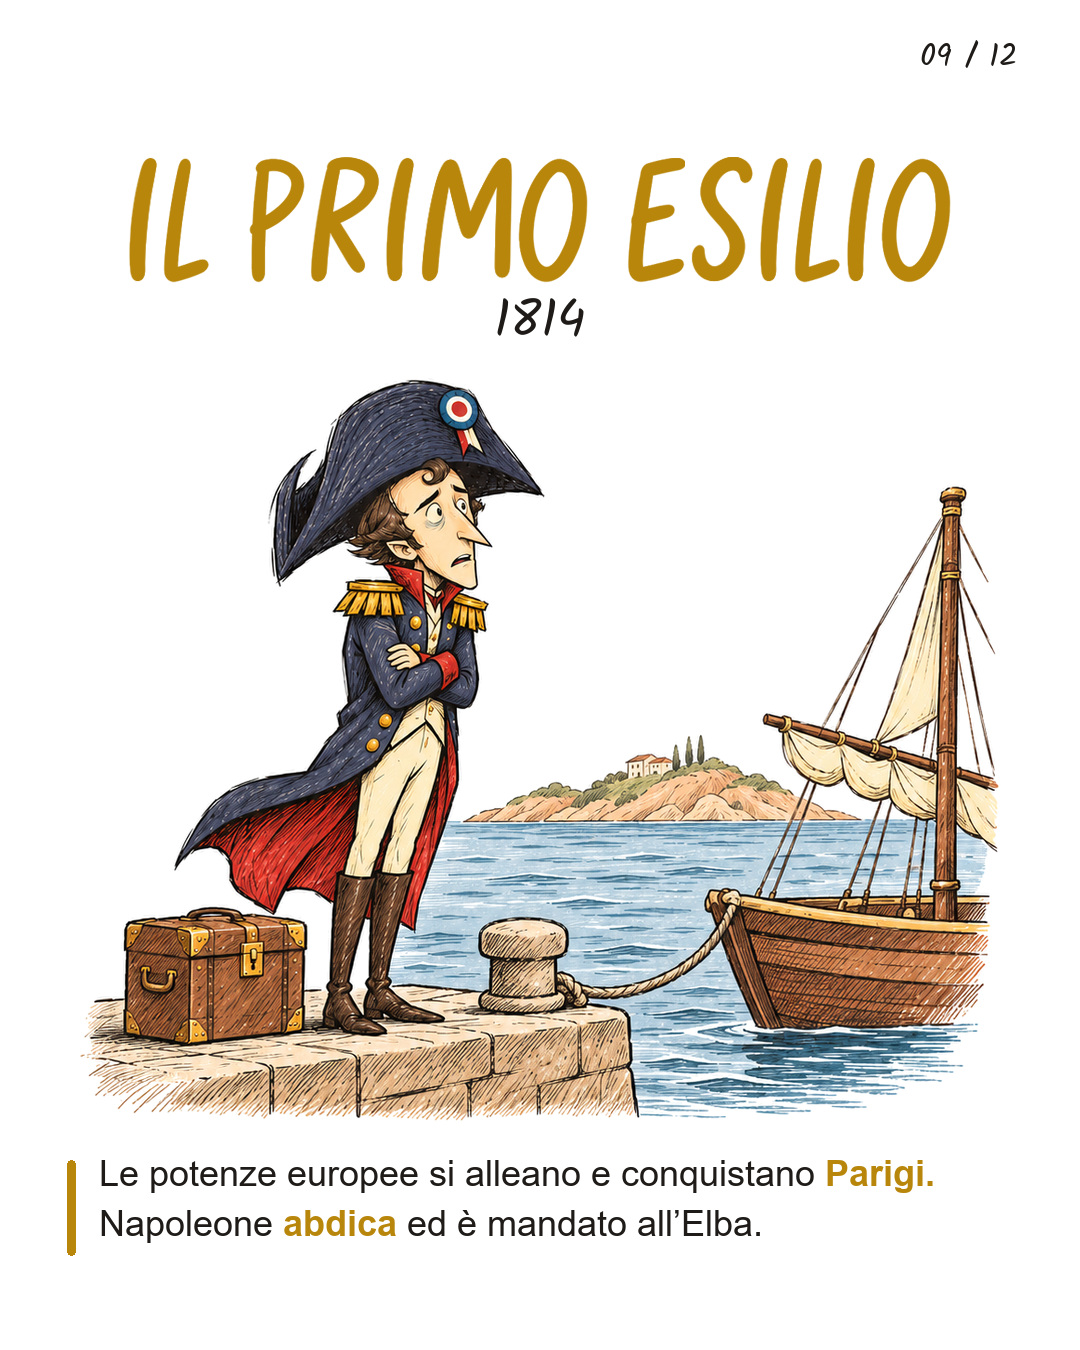 09 / 12
IL PRIMO ESILIO
1814
Le potenze europee si alleano e conquistano Parigi.
Napoleone abdica ed è mandato all’Elba.